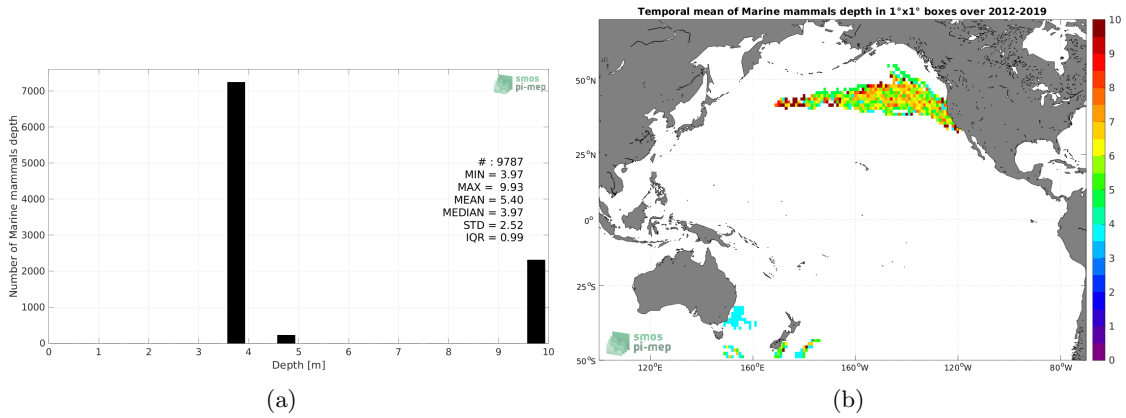 Temporal mean of Marine mammals depth in 1°x1° boxes over 2012-2019
smos
pi-mep
Number of Marine mammals depth
7000
6000
5000
4000
3000
2000
1000
0
# : 9787
MIN = 3.97
MAX = 9.93
MEAN = 5.40
MEDIAN = 3.97
STD = 2.52
IQR = 0.99
0 1 2 3 4 5 6 7 8 9 10
Depth [m]
(a)
50°N
25°N
0°
25°S
50°S
smos
pi-mep
120°E 160°E 160°W 120°W 80°W
10
9
8
7
6
5
4
3
2
1
0
(b)